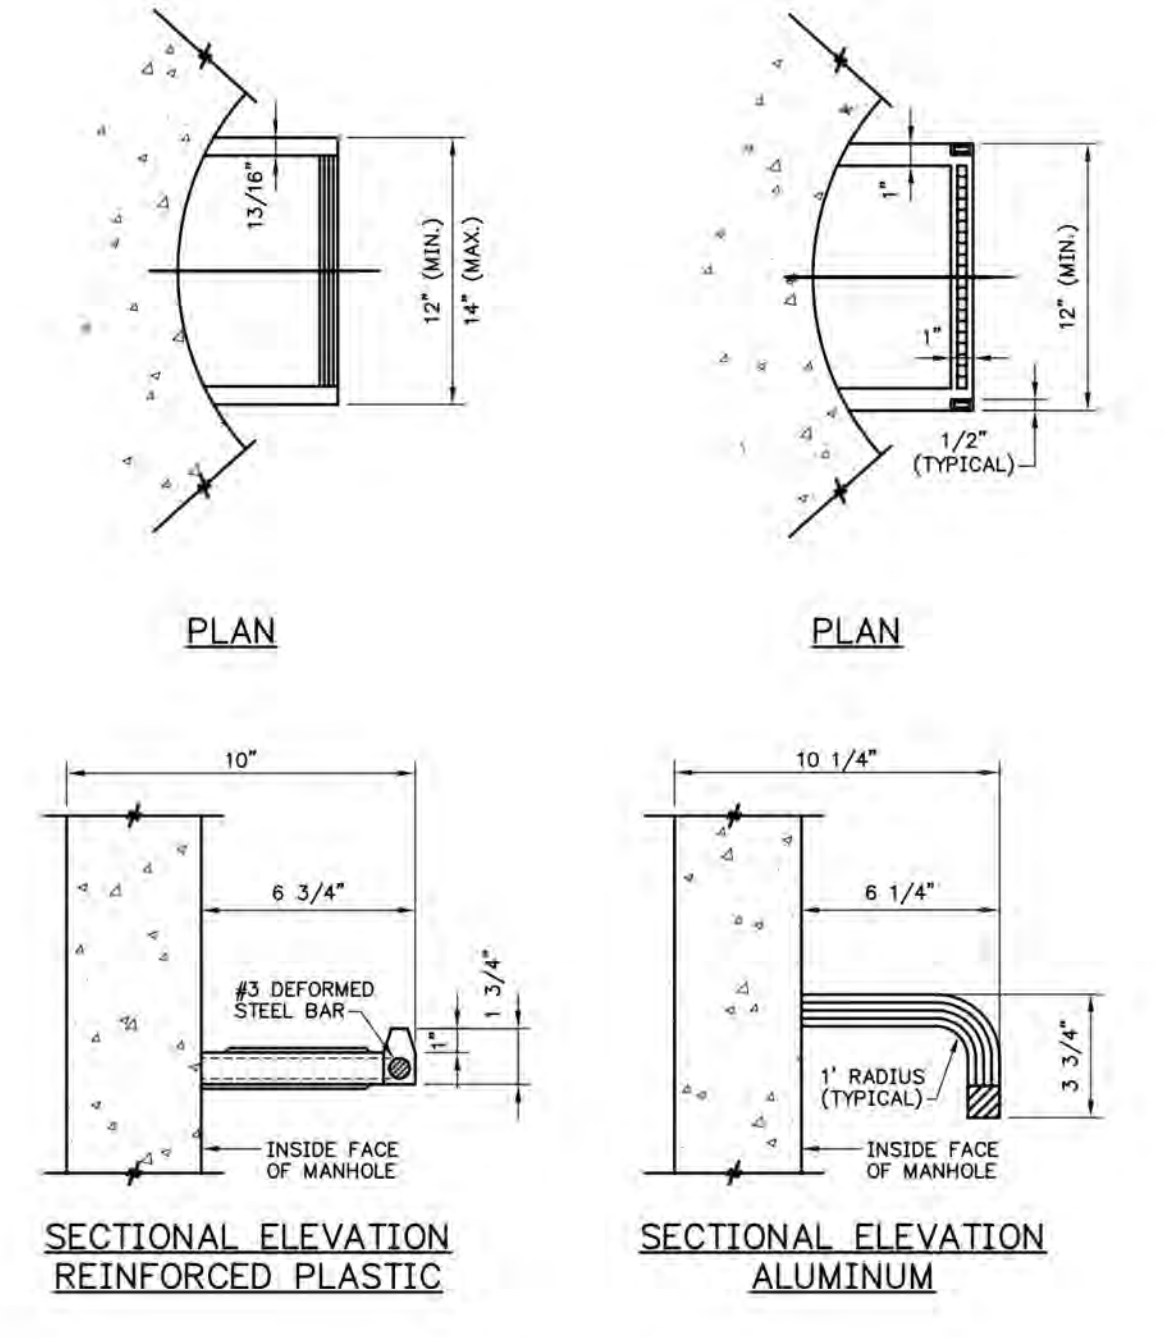 13/16"
12" (MIN.)
14" (MAX.)
PLAN
1"
1"
12" (MIN.)
1/2"
(TYPICAL)
PLAN
10"
6 3/4"
#3 DEFORMED
STEEL BAR
1"
1 3/4"
INSIDE FACE
OF MANHOLE
SECTIONAL ELEVATION
REINFORCED PLASTIC
10 1/4"
6 1/4"
1' RADIUS
(TYPICAL)
3 3/4"
INSIDE FACE
OF MANHOLE
SECTIONAL ELEVATION
ALUMINUM